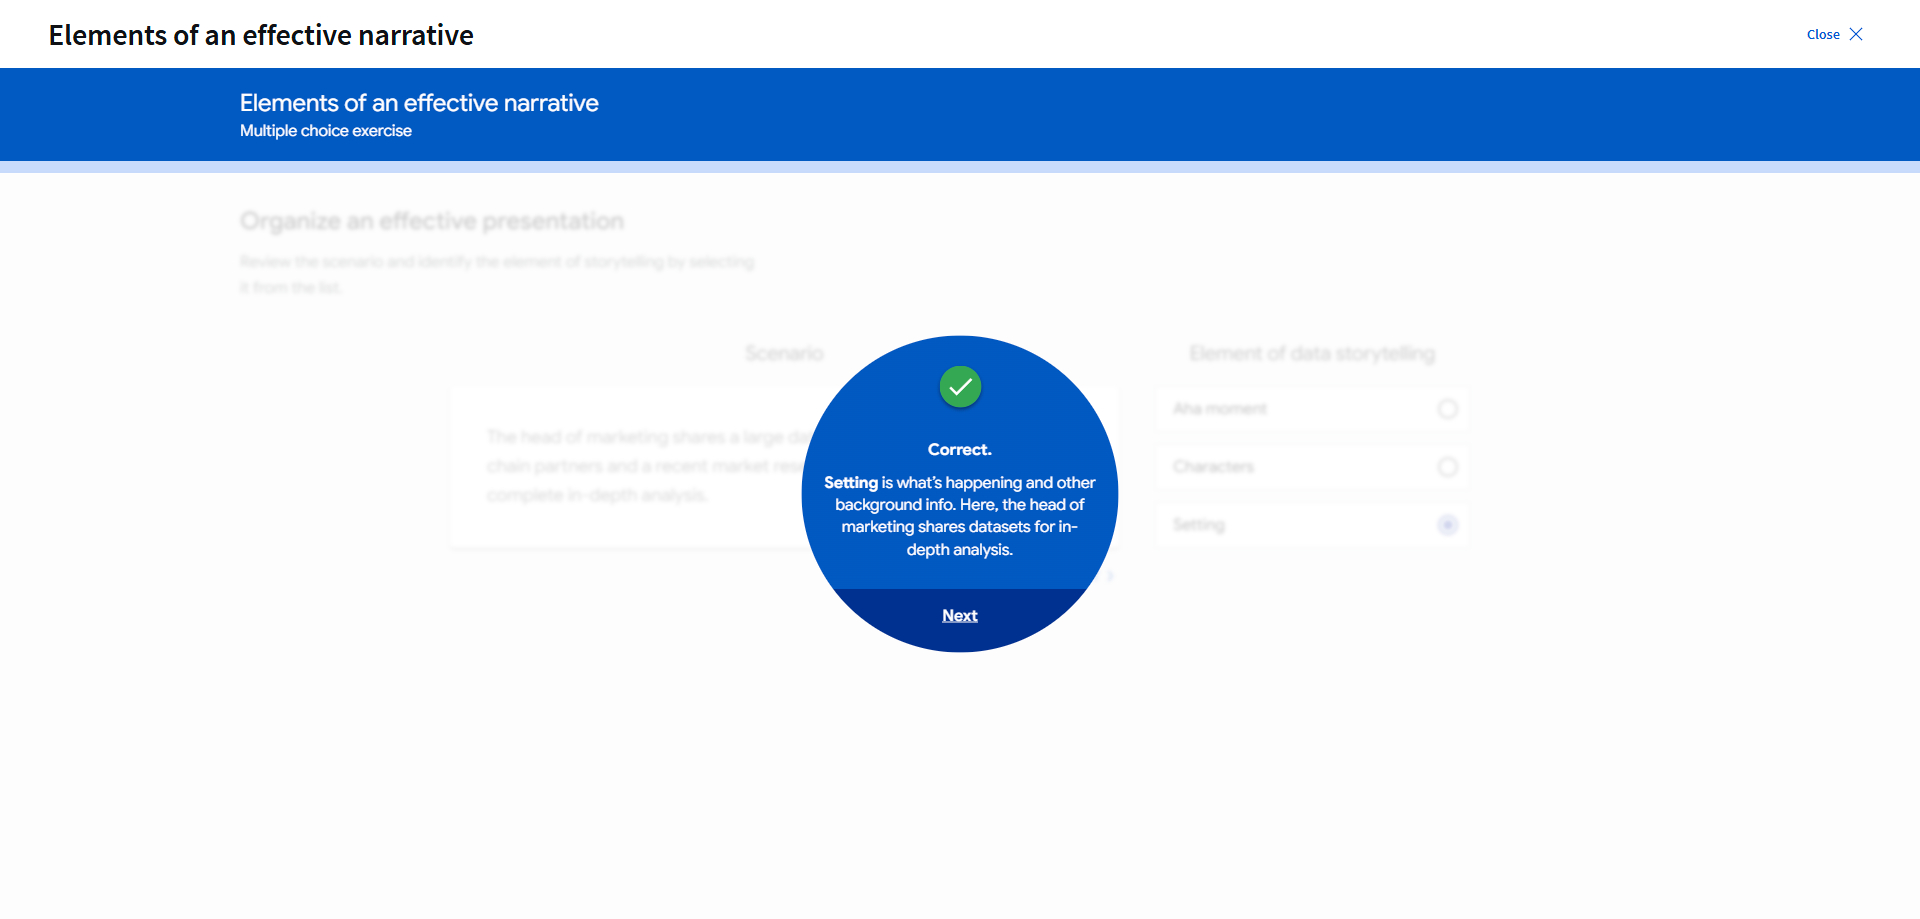 Elements of an effective narrative
Close
Elements of an effective narrative
Multiple choice exercise
Organize an effective presentation
Review the scenario and identify the element of storytelling by selecting
it from the list.
Scenario
Element of data storytelling
The head of marketing shares a large
chain partners and a recent market
complete in-depth analysis.
Aha moment
Characters
Setting
Correct.
Setting is what's happening and other
background info. Here, the head of
marketing shares datasets for in-
depth analysis.
Next